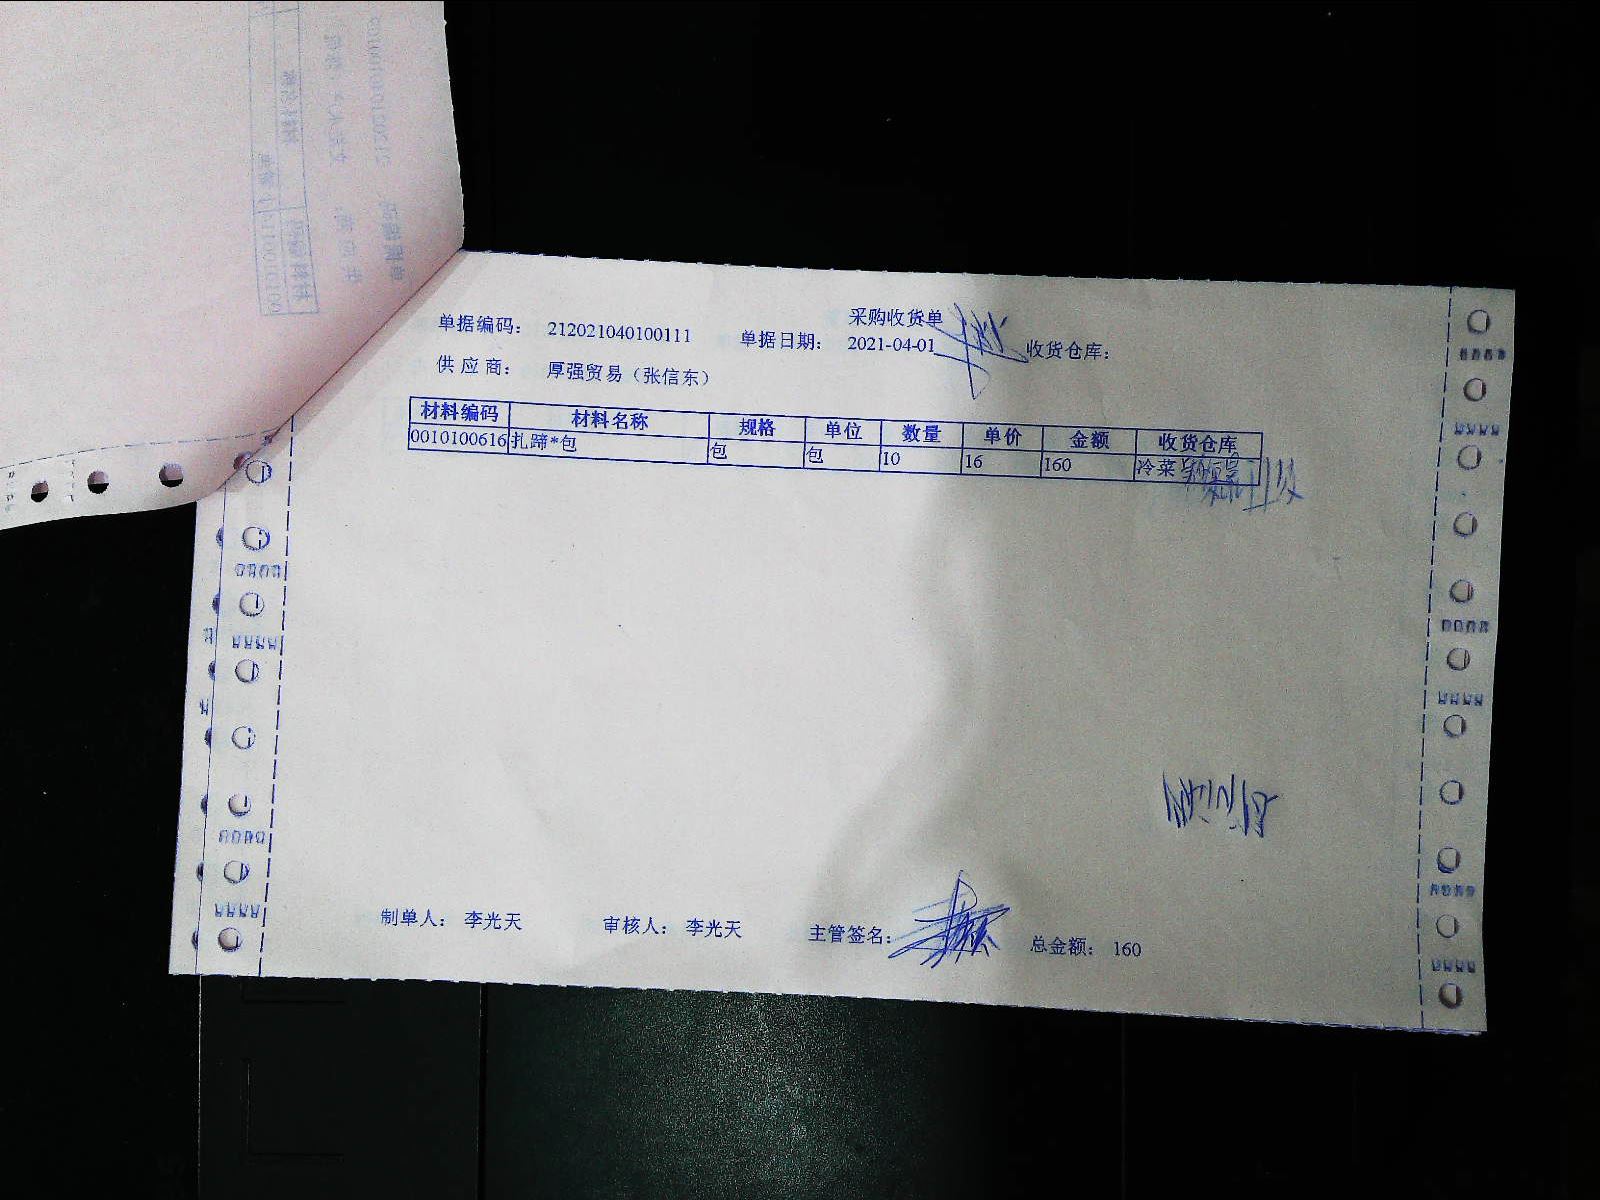 采购收货单
单据编码： 212021040100111 单据日期： 2021-04-01 收货仓库：
供应商： 厚强贸易（张信东）
材料编码 材料名称 规格 单位 数量 单价 金额 收货仓库
0010100616 扎蹄*包 包 包 10 16 160 冷菜
制单人： 李光天 审核人： 李光天 主管签名： 总金额： 160